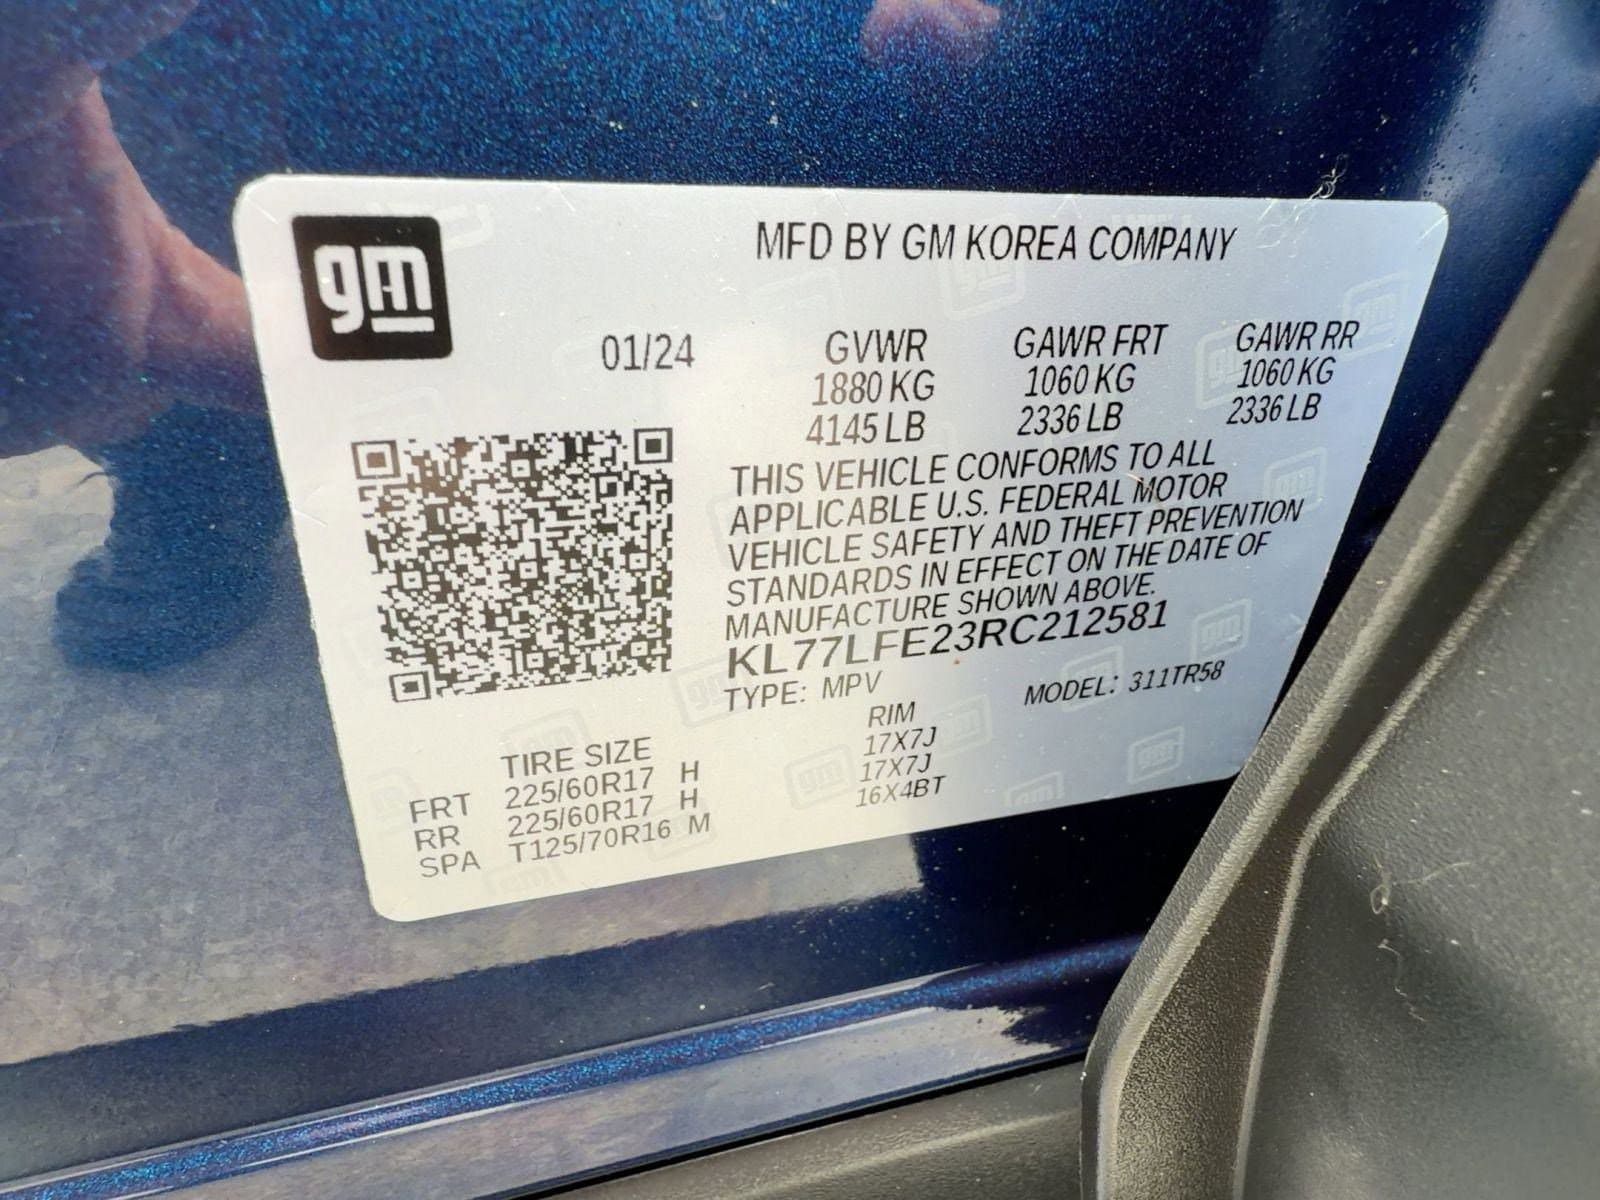 gm
MFD BY GM KOREA COMPANY
01/24 GVWR GAWR FRT GAWR RR
1880 KG 1060 KG 1060 KG
4145 LB 2336 LB 2336 LB
THIS VEHICLE CONFORMS TO ALL
APPLICABLE U.S. FEDERAL MOTOR
VEHICLE SAFETY AND THEFT PREVENTION
STANDARDS IN EFFECT ON THE DATE OF
MANUFACTURE SHOWN ABOVE.
KL77LFE23RC212581
TYPE: MPV MODEL: 311TR58
TIRE SIZE RIM
FRT 225/60R17 H 17X7J
RR 225/60R17 H 17X7J
SPA T125/70R16 M 16X4BT